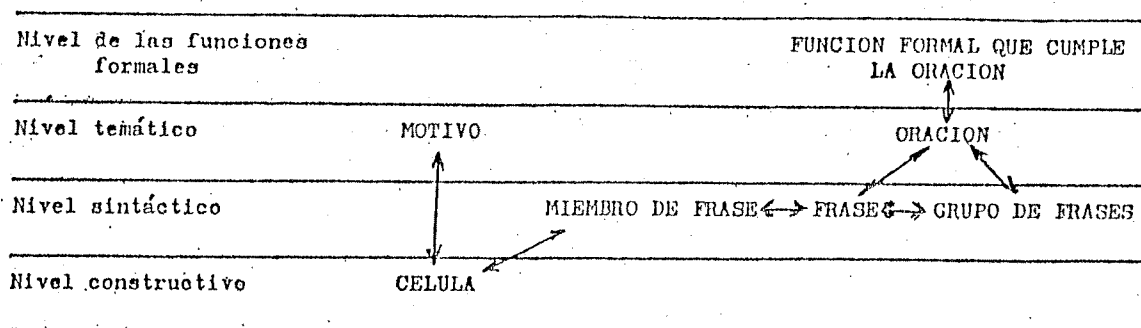 Nivel de las funciones
formales
FUNCION FORMAL QUE CUMPLE
LA ORACION
Nivel temático MOTIVO ORACION
Nivel sintáctico MIEMBRO DE FRASE FRASE GRUPO DE FRASES
Nivel constructivo CELULA